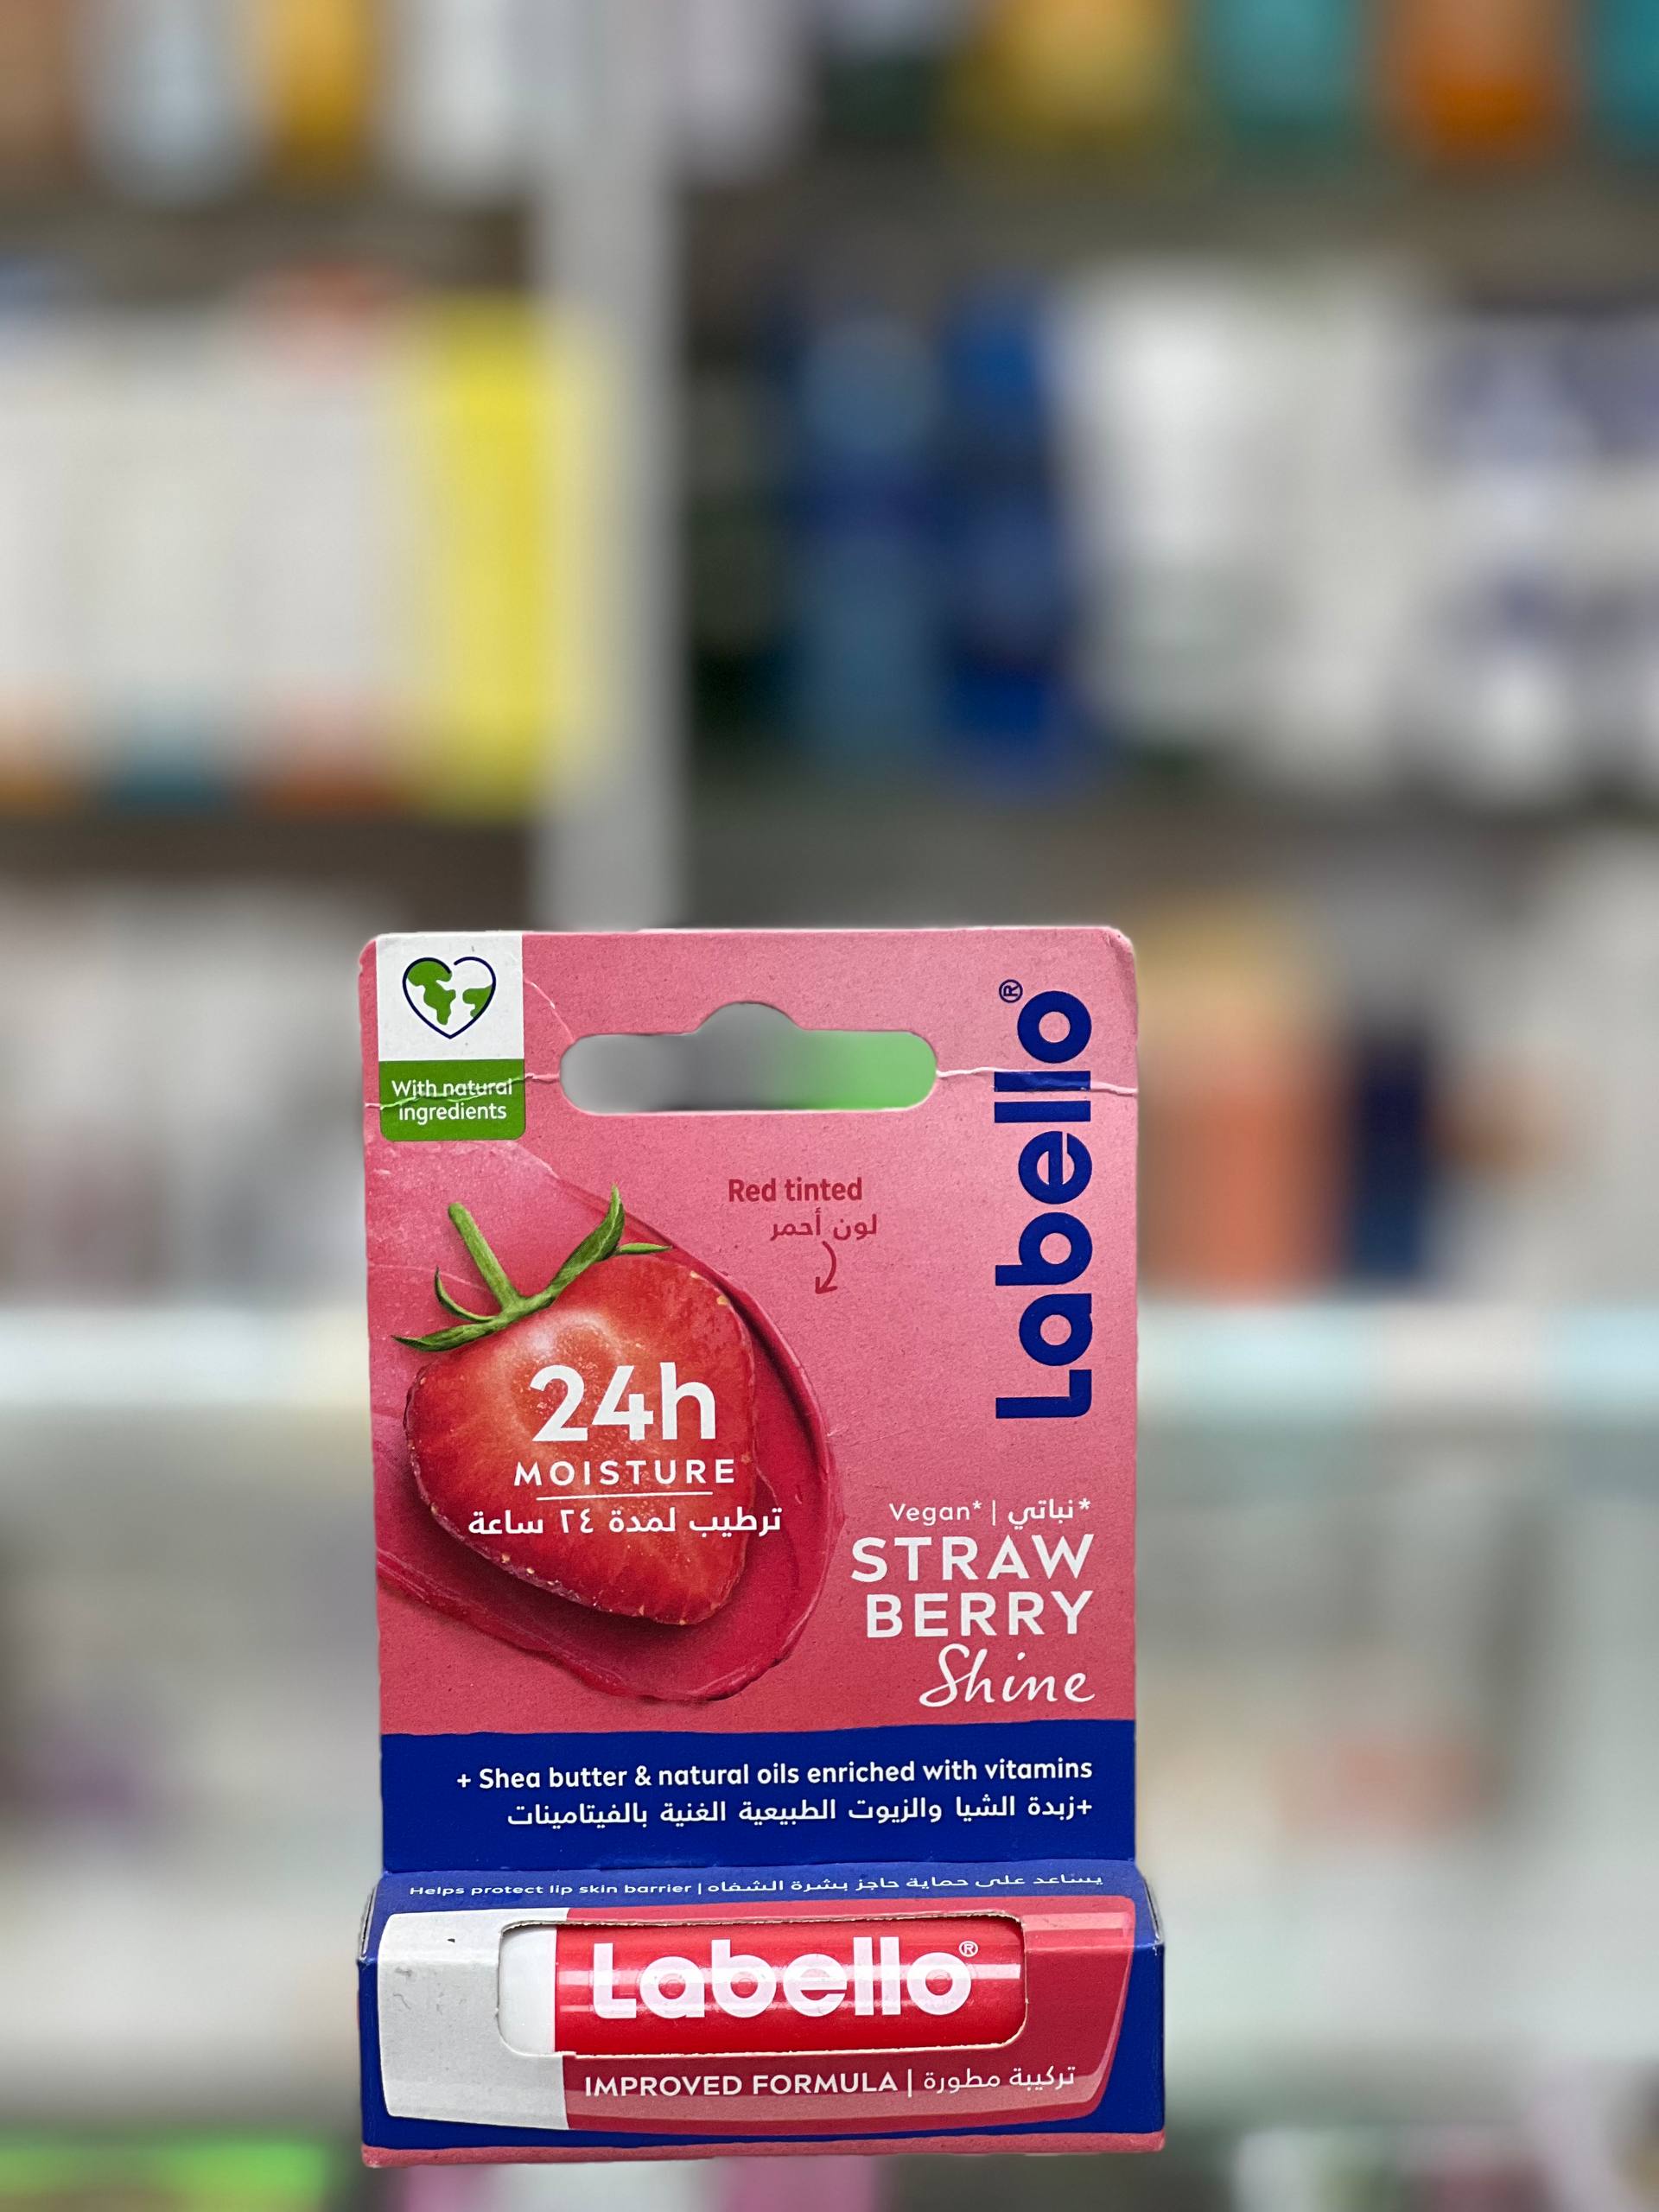 With natural
ingredients
Labello®
Red tinted
لون أحمر
24h
MOISTURE
ترطيب لمدة ٢٤ ساعة
Vegan* | نباتي*
STRAW
BERRY
Shine
+ Shea butter & natural oils enriched with vitamins
+زبدة الشيا والزيوت الطبيعية الغنية بالفيتامينات
Helps protect lip skin barrier | يساعد على حماية حاجز بشرة الشفاه
Labello®
IMPROVED FORMULA | تركيبة مطورة